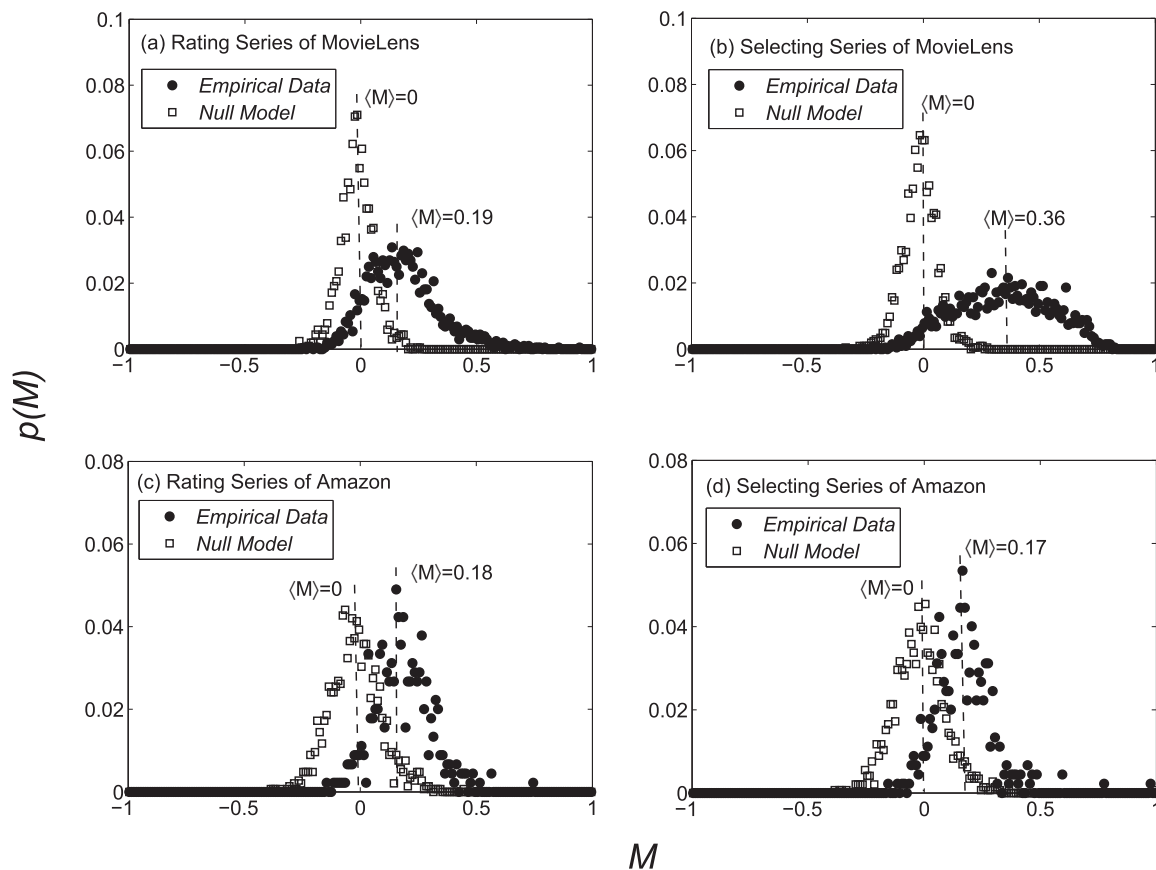 (a) Rating Series of MovieLens
Empirical Data
Null Model
⟨M⟩=0
⟨M⟩=0.19
0.1
0.08
0.06
0.04
0.02
0
−1
−0.5
0
0.5
1
(b) Selecting Series of MovieLens
Empirical Data
Null Model
⟨M⟩=0
⟨M⟩=0.36
0.1
0.08
0.06
0.04
0.02
0
−1
−0.5
0
0.5
1
p(M)
(c) Rating Series of Amazon
Empirical Data
Null Model
⟨M⟩=0
⟨M⟩=0.18
0.08
0.06
0.04
0.02
0
−1
−0.5
0
0.5
1
(d) Selecting Series of Amazon
Empirical Data
Null Model
⟨M⟩=0
⟨M⟩=0.17
0.08
0.06
0.04
0.02
0
−1
−0.5
0
0.5
1
M